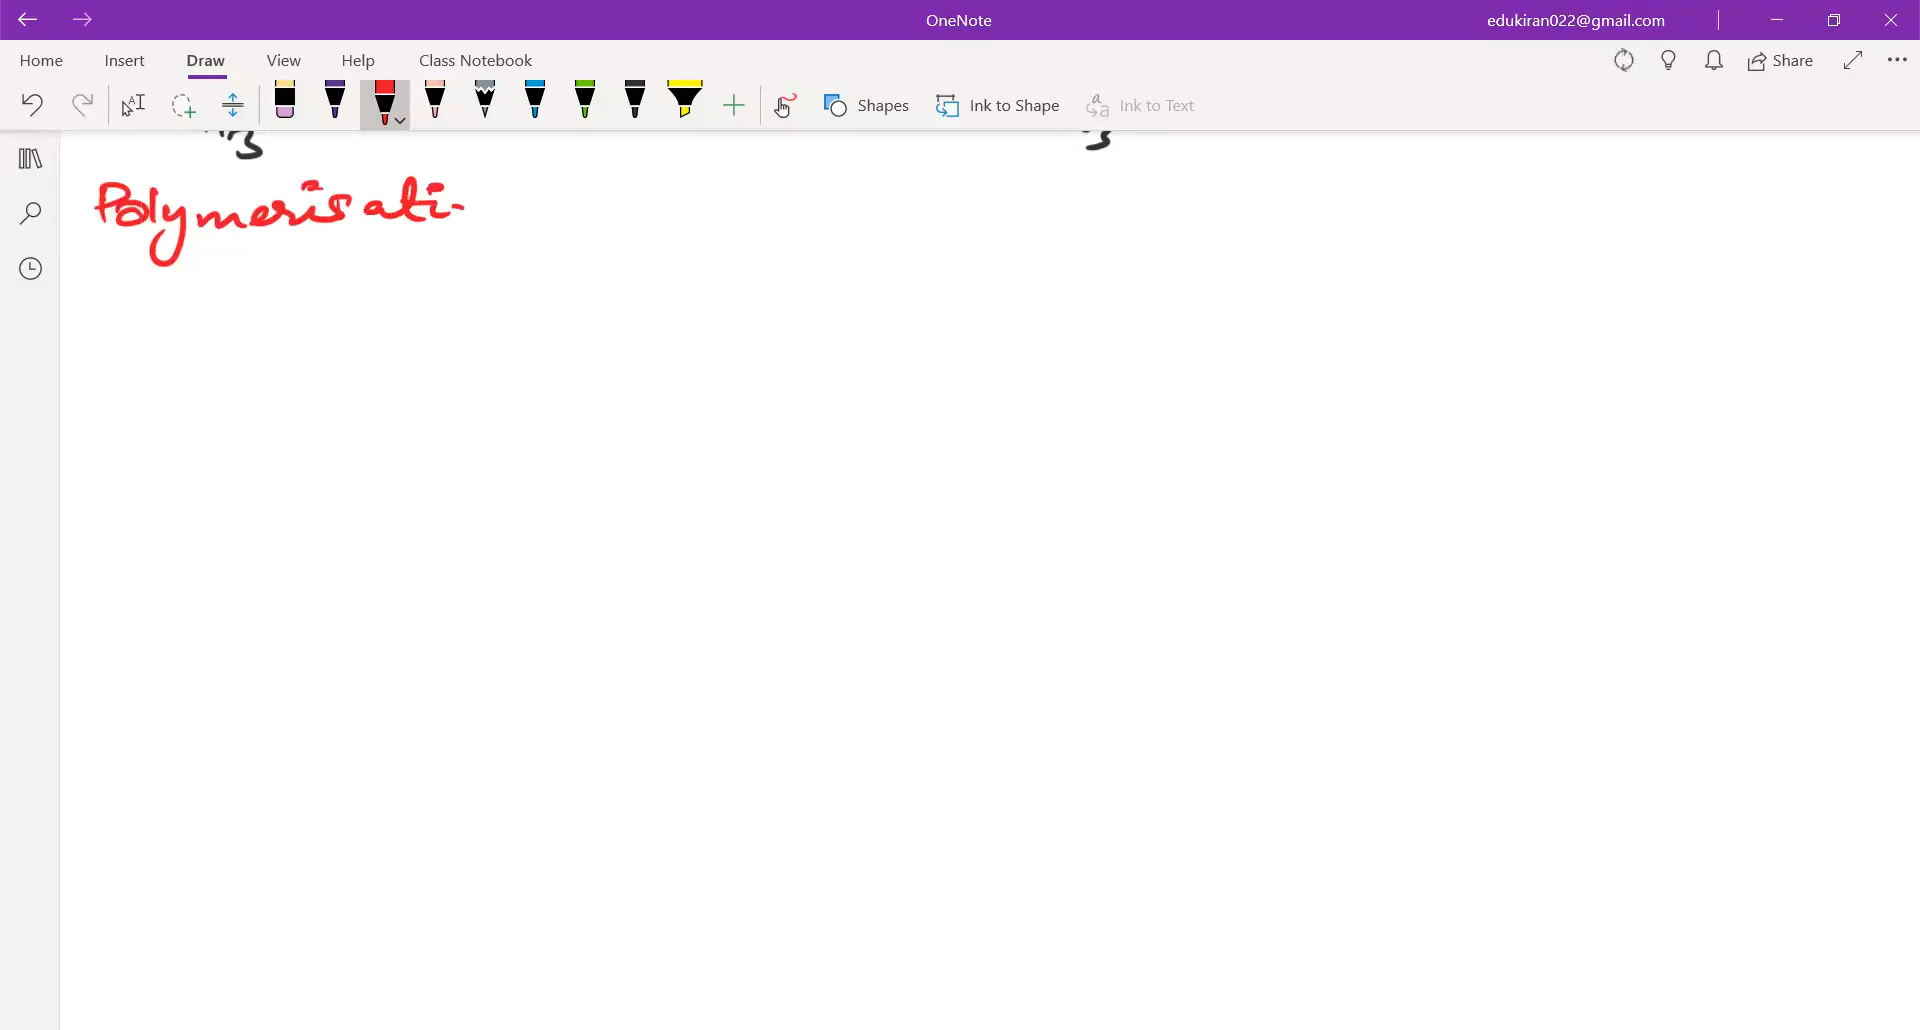 OneNote
edukiran022@gmail.com
Home Insert Draw View Help Class Notebook Share
Shapes Ink to Shape Ink to Text
Polymerisati-